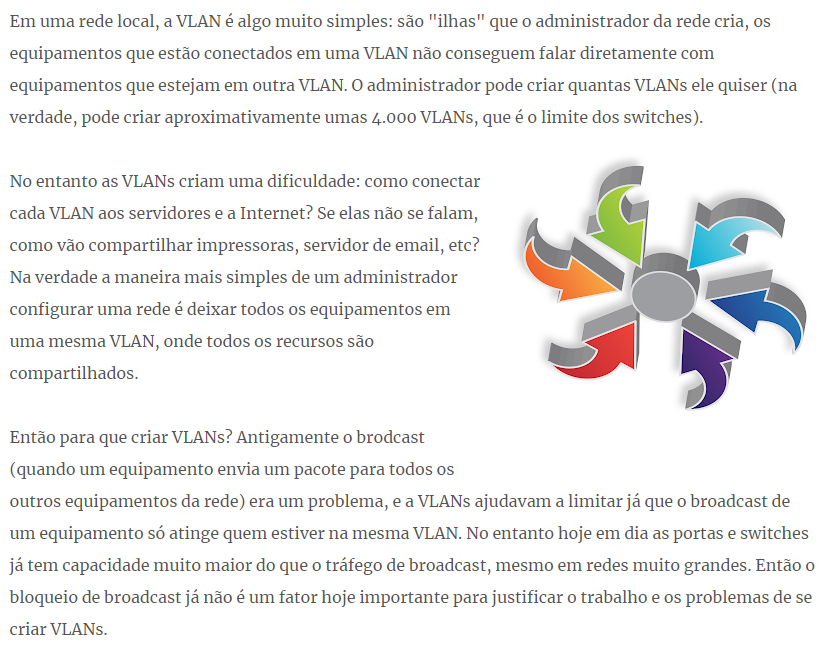 Em uma rede local, a VLAN é algo muito simples: são "ilhas" que o administrador da rede cria, os
equipamentos que estão conectados em uma VLAN não conseguem falar diretamente com
equipamentos que estejam em outra VLAN. O administrador pode criar quantas VLANs ele quiser (na
verdade, pode criar aproximativamente umas 4.000 VLANs, que é o limite dos switches).
No entanto as VLANs criam uma dificuldade: como conectar
cada VLAN aos servidores e a Internet? Se elas não se falam,
como vão compartilhar impressoras, servidor de email, etc?
Na verdade a maneira mais simples de um administrador
configurar uma rede é deixar todos os equipamentos em
uma mesma VLAN, onde todos os recursos são
compartilhados.
Então para que criar VLANs? Antigamente o brodcast
(quando um equipamento envia um pacote para todos os
outros equipamentos da rede) era um problema, e a VLANs ajudavam a limitar já que o broadcast de
um equipamento só atinge quem estiver na mesma VLAN. No entanto hoje em dia as portas e switches
já tem capacidade muito maior do que o tráfego de broadcast, mesmo em redes muito grandes. Então o
bloqueio de broadcast já não é um fator hoje importante para justificar o trabalho e os problemas de se
criar VLANs.